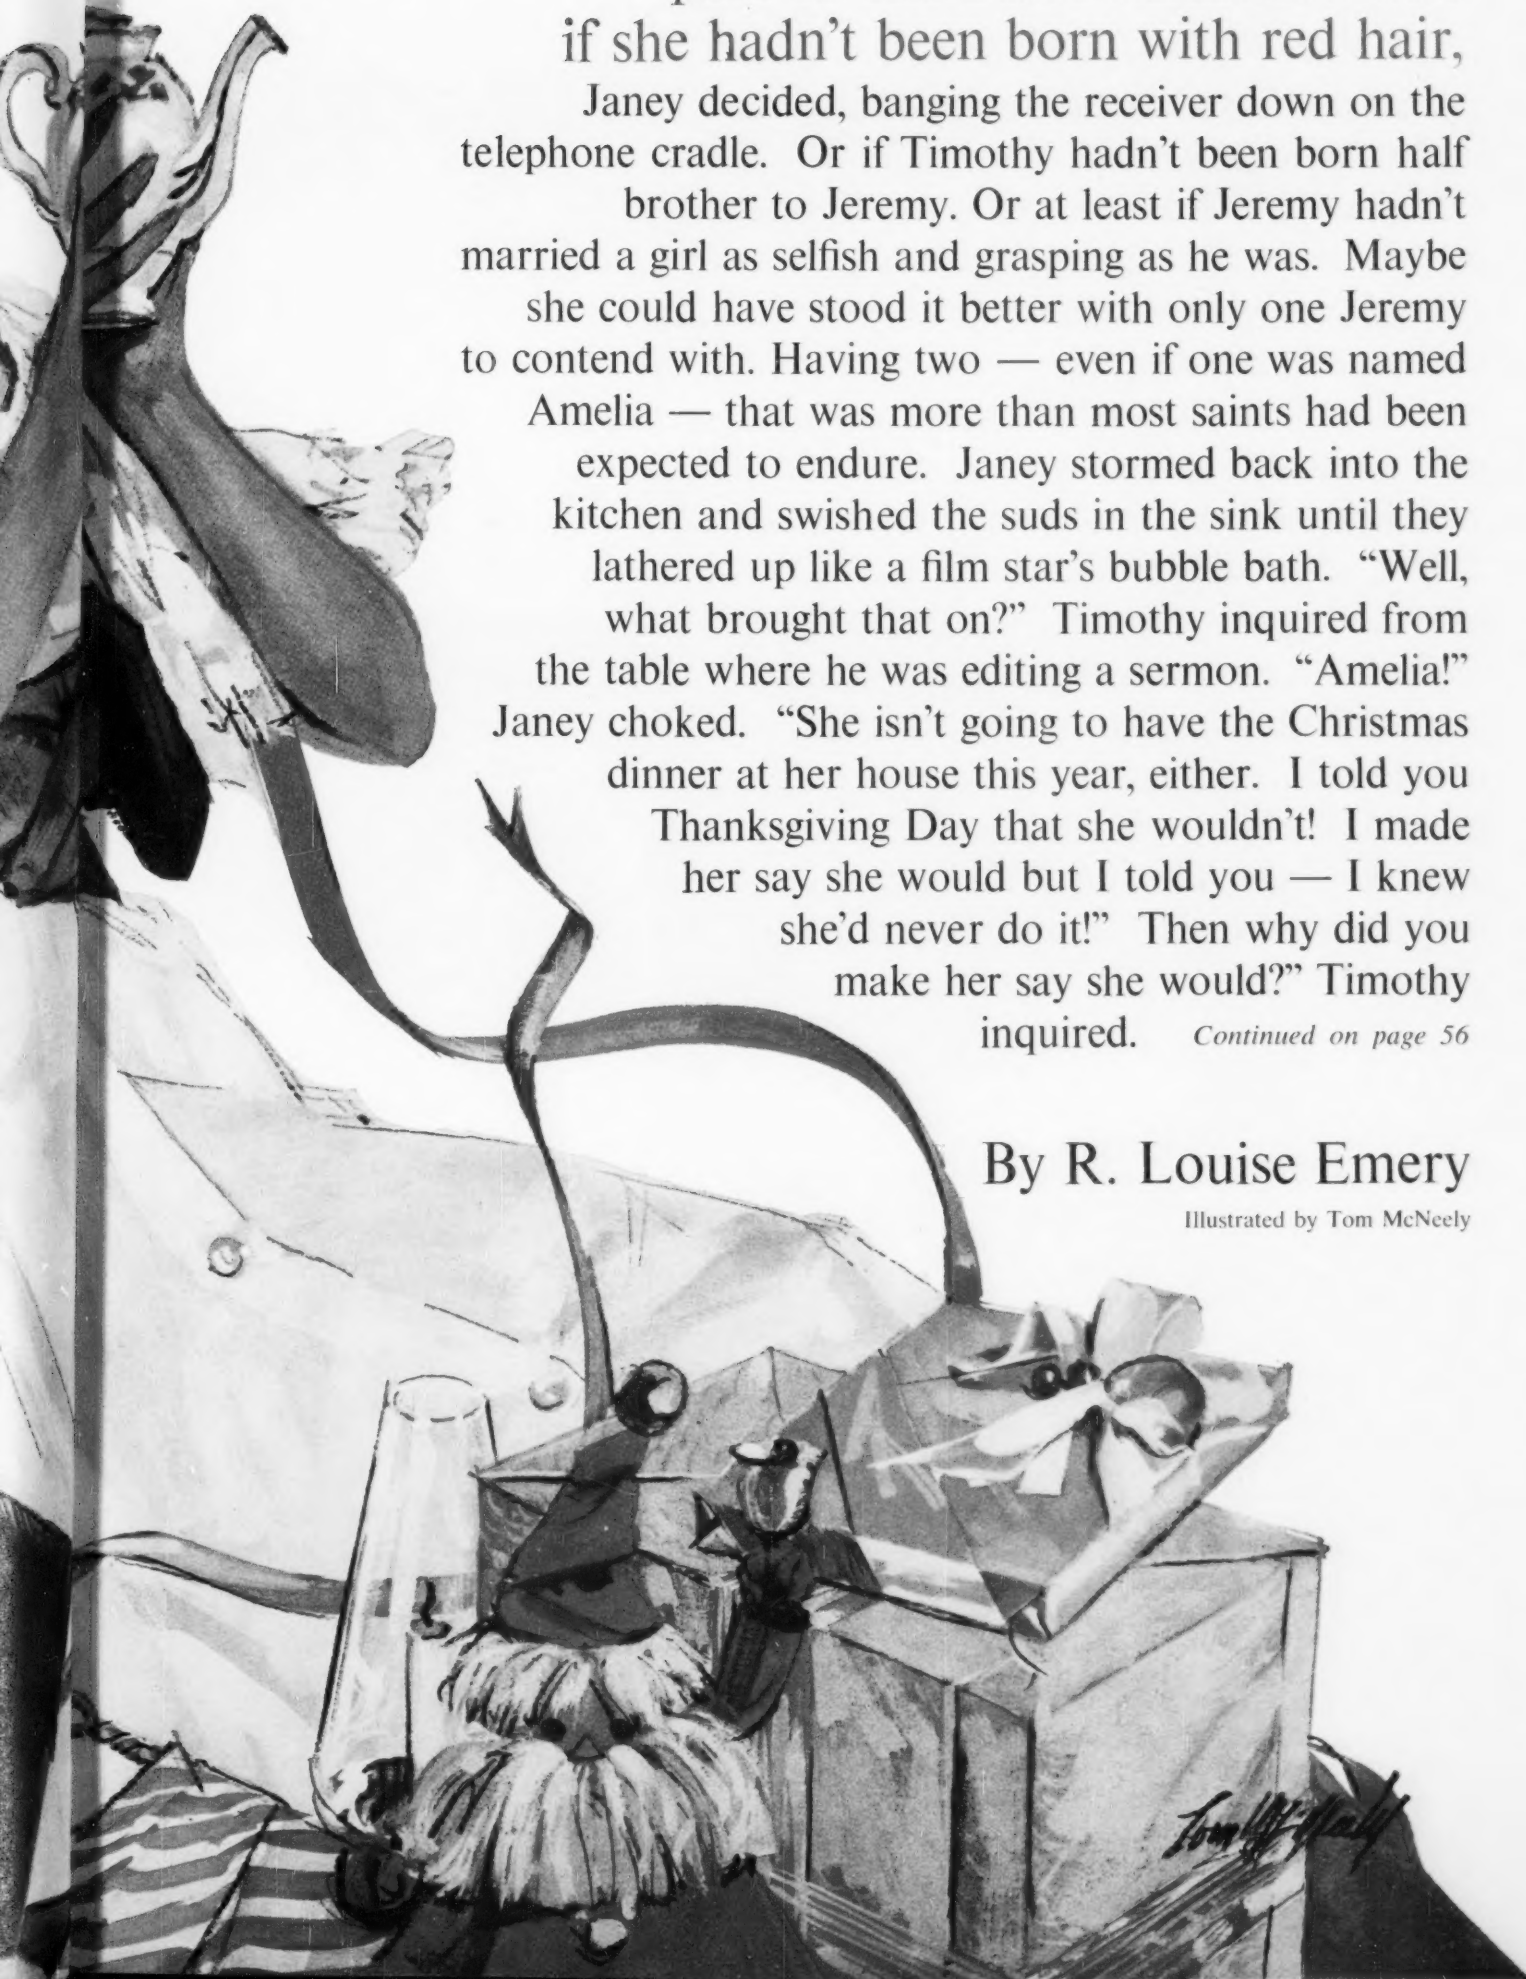 if she hadn't been born with red hair,
Janey decided, banging the receiver down on the
telephone cradle. Or if Timothy hadn't been born half
brother to Jeremy. Or at least if Jeremy hadn't
married a girl as selfish and grasping as he was. Maybe
she could have stood it better with only one Jeremy
to contend with. Having two — even if one was named
Amelia — that was more than most saints had been
expected to endure. Janey stormed back into the
kitchen and swished the suds in the sink until they
lathered up like a film star's bubble bath. “Well,
what brought that on?” Timothy inquired from
the table where he was editing a sermon. “Amelia!”
Janey choked. “She isn't going to have the Christmas
dinner at her house this year, either. I told you
Thanksgiving Day that she wouldn't! I made
her say she would but I told you — I knew
she'd never do it!” Then why did you
make her say she would?” Timothy
inquired. Continued on page 56
By R. Louise Emery
Illustrated by Tom McNeely
Tom McNeely